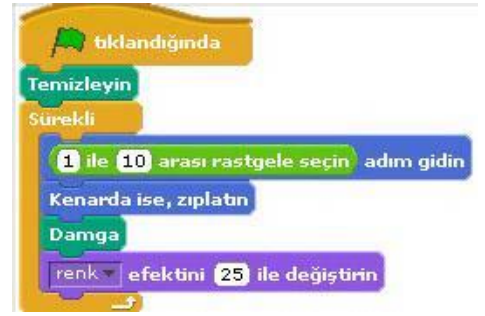 tıklandığında
Temizleyin
Sürekli
1 ile 10 arası rastgele seçin adım gidin
Kenarda ise, zıplatın
Damga
renk efektini 25 ile değiştirin